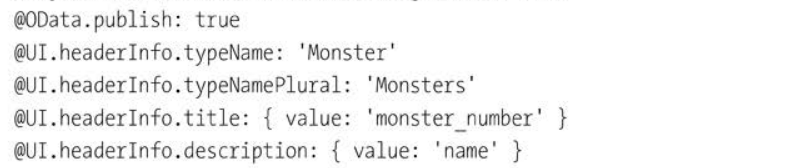 @OData.publish: true
@UI.headerInfo.typeName: 'Monster'
@UI.headerInfo.typeNamePlural: 'Monsters'
@UI.headerInfo.title: { value: 'monster_number' }
@UI.headerInfo.description: { value: 'name' }